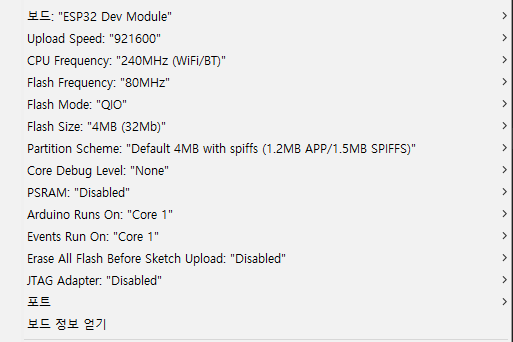 보드: "ESP32 Dev Module"
Upload Speed: "921600"
CPU Frequency: "240MHz (WiFi/BT)"
Flash Frequency: "80MHz"
Flash Mode: "QIO"
Flash Size: "4MB (32Mb)"
Partition Scheme: "Default 4MB with spiffs (1.2MB APP/1.5MB SPIFFS)"
Core Debug Level: "None"
PSRAM: "Disabled"
Arduino Runs On: "Core 1"
Events Run On: "Core 1"
Erase All Flash Before Sketch Upload: "Disabled"
JTAG Adapter: "Disabled"
포트
보드 정보 얻기